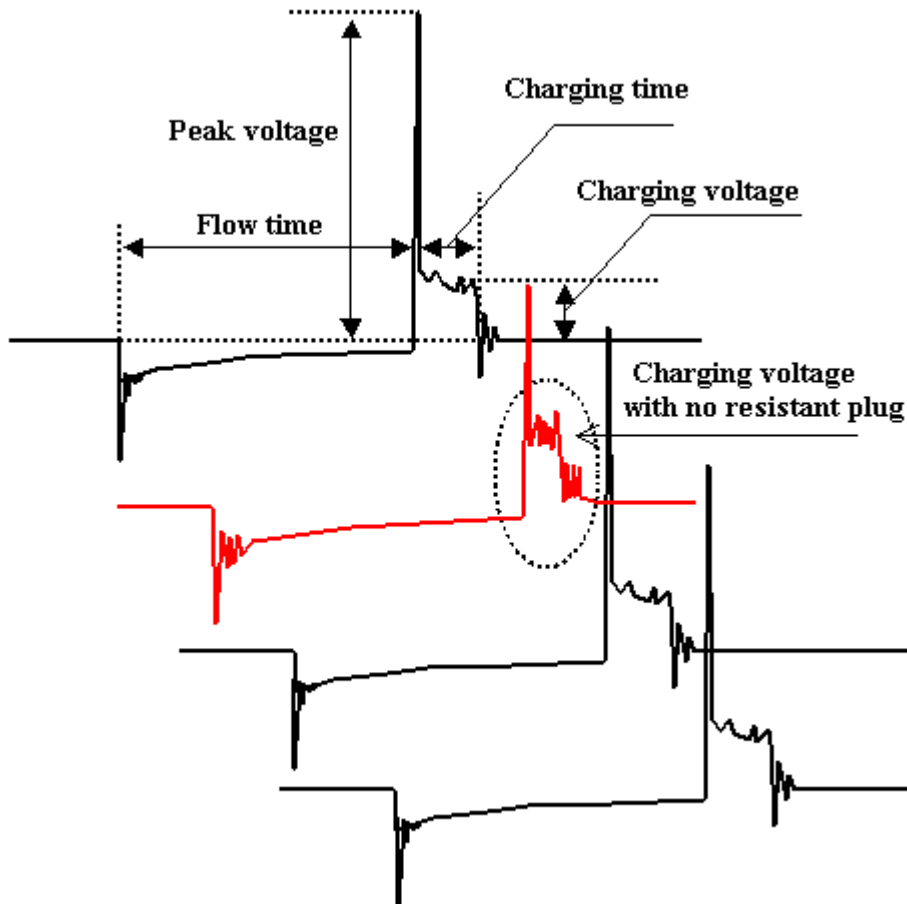 Charging time
Peak voltage
Charging voltage
Flow time
Charging voltage
with no resistant plug